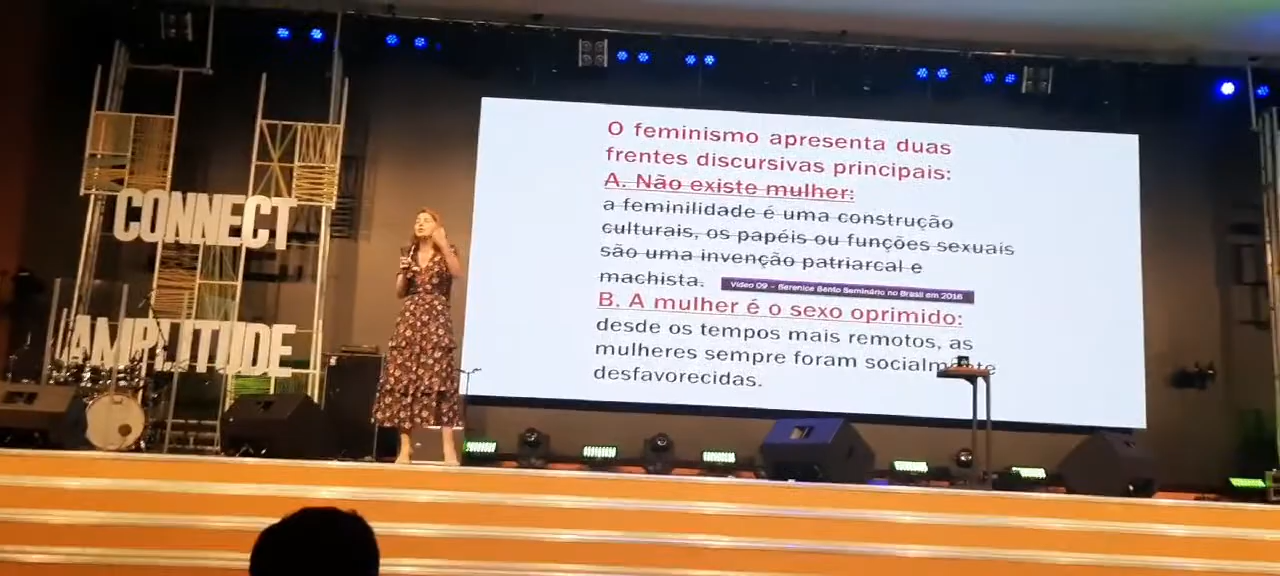 CONNECT
AMPLITUDE
O feminismo apresenta duas
frentes discursivas principais:
A. Não existe mulher:
a feminilidade é uma construção
culturais, os papéis ou funções sexuais
são uma invenção patriarcal e
machista.
Vídeo 09 - Berenice Bento Seminário no Brasil em 2016
B. A mulher é o sexo oprimido:
desde os tempos mais remotos, as
mulheres sempre foram socialmente
desfavorecidas.